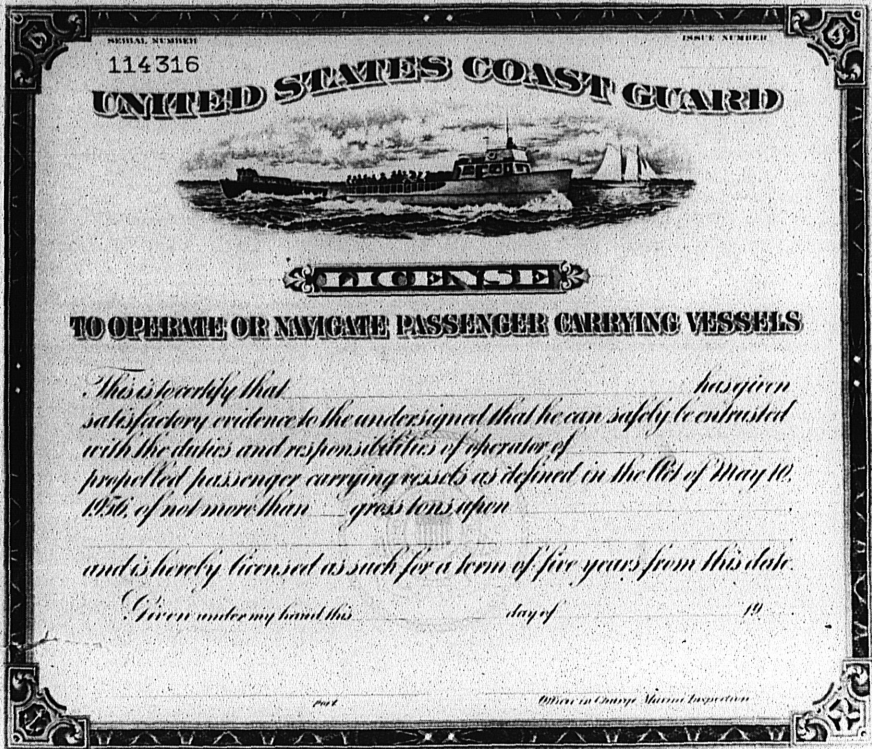 SERIAL NUMBER
ISSUE NUMBER
114316
UNITED STATES COAST GUARD
LICENSE
TO OPERATE OR NAVIGATE PASSENGER CARRYING VESSELS
This is to certify that has given
satisfactory evidence to the undersigned that he can safely be entrusted
with the duties and responsibilities of operator of
propelled passenger carrying vessels as defined in the Act of May 10,
1956, of not more than gross tons upon
and is hereby licensed as such for a term of five years from this date.
Given under my hand this day of 19
Port
Officer in Charge Marine Inspection